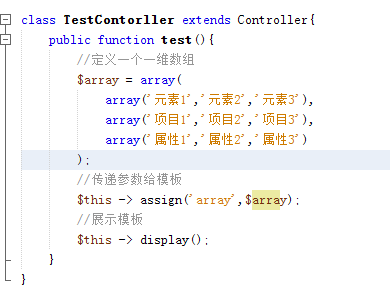 class TestContorller extends Controller{
    public function test(){
        //定义一个一维数组
        $array = array(
            array('元素1','元素2','元素3'),
            array('项目1','项目2','项目3'),
            array('属性1','属性2','属性3')
        );
        //传递参数给模板
        $this -> assign('array',$array);
        //展示模板
        $this -> display();
    }
}